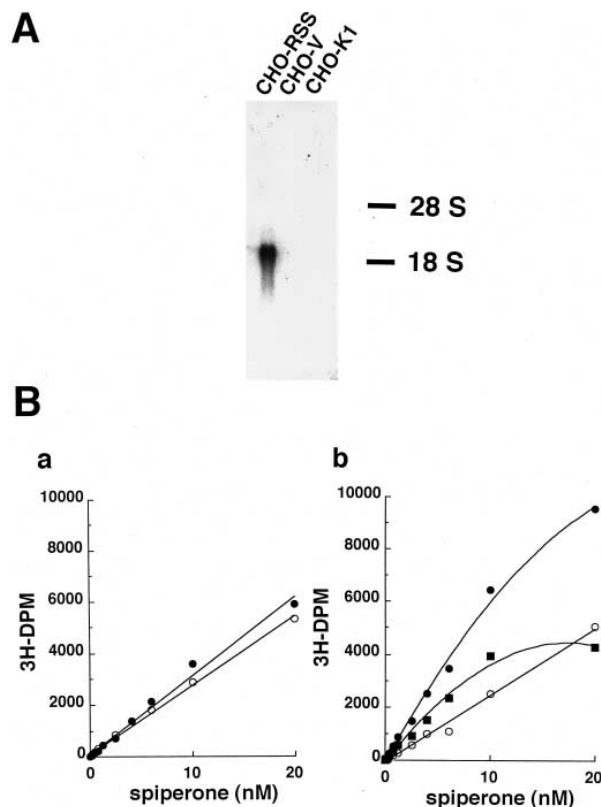 A
CHO-RSS
CHO-V
CHO-K1
28 S
18 S
B
a
10000
8000
6000
4000
2000
0
3H-DPM
0
10
20
spiperone (nM)
b
10000
8000
6000
4000
2000
0
3H-DPM
0
10
20
spiperone (nM)